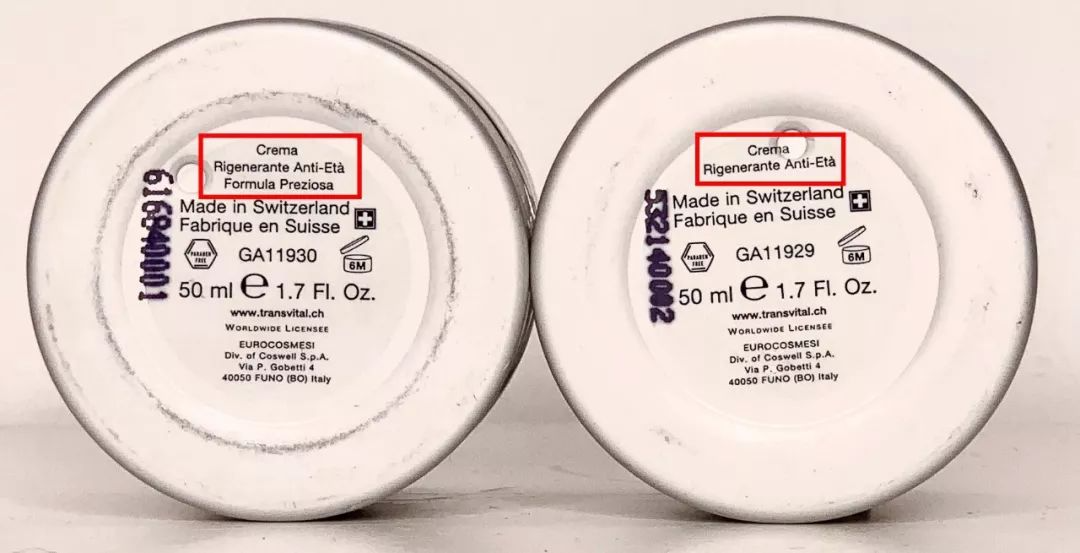 Crema
Rigenerante Anti-Età
Formula Preziosa
Made in Switzerland
Fabrique en Suisse
PARABEN
FREE
GA11930
6M
50 ml e 1.7 Fl. Oz.
www.transvital.ch
WORLDWIDE LICENSEE
EUROCOSMESI
Div. of Coswell S.p.A.
Via P. Gobetti 4
40050 FUNO (BO) Italy
Crema
Rigenerante Anti-Età
Made in Switzerland
Fabrique en Suisse
PARABEN
FREE
GA11929
6M
532140002
50 ml e 1.7 Fl. Oz.
www.transvital.ch
WORLDWIDE LICENSEE
EUROCOSMESI
Div. of Coswell S.p.A.
Via P. Gobetti 4
40050 FUNO (BO) Italy